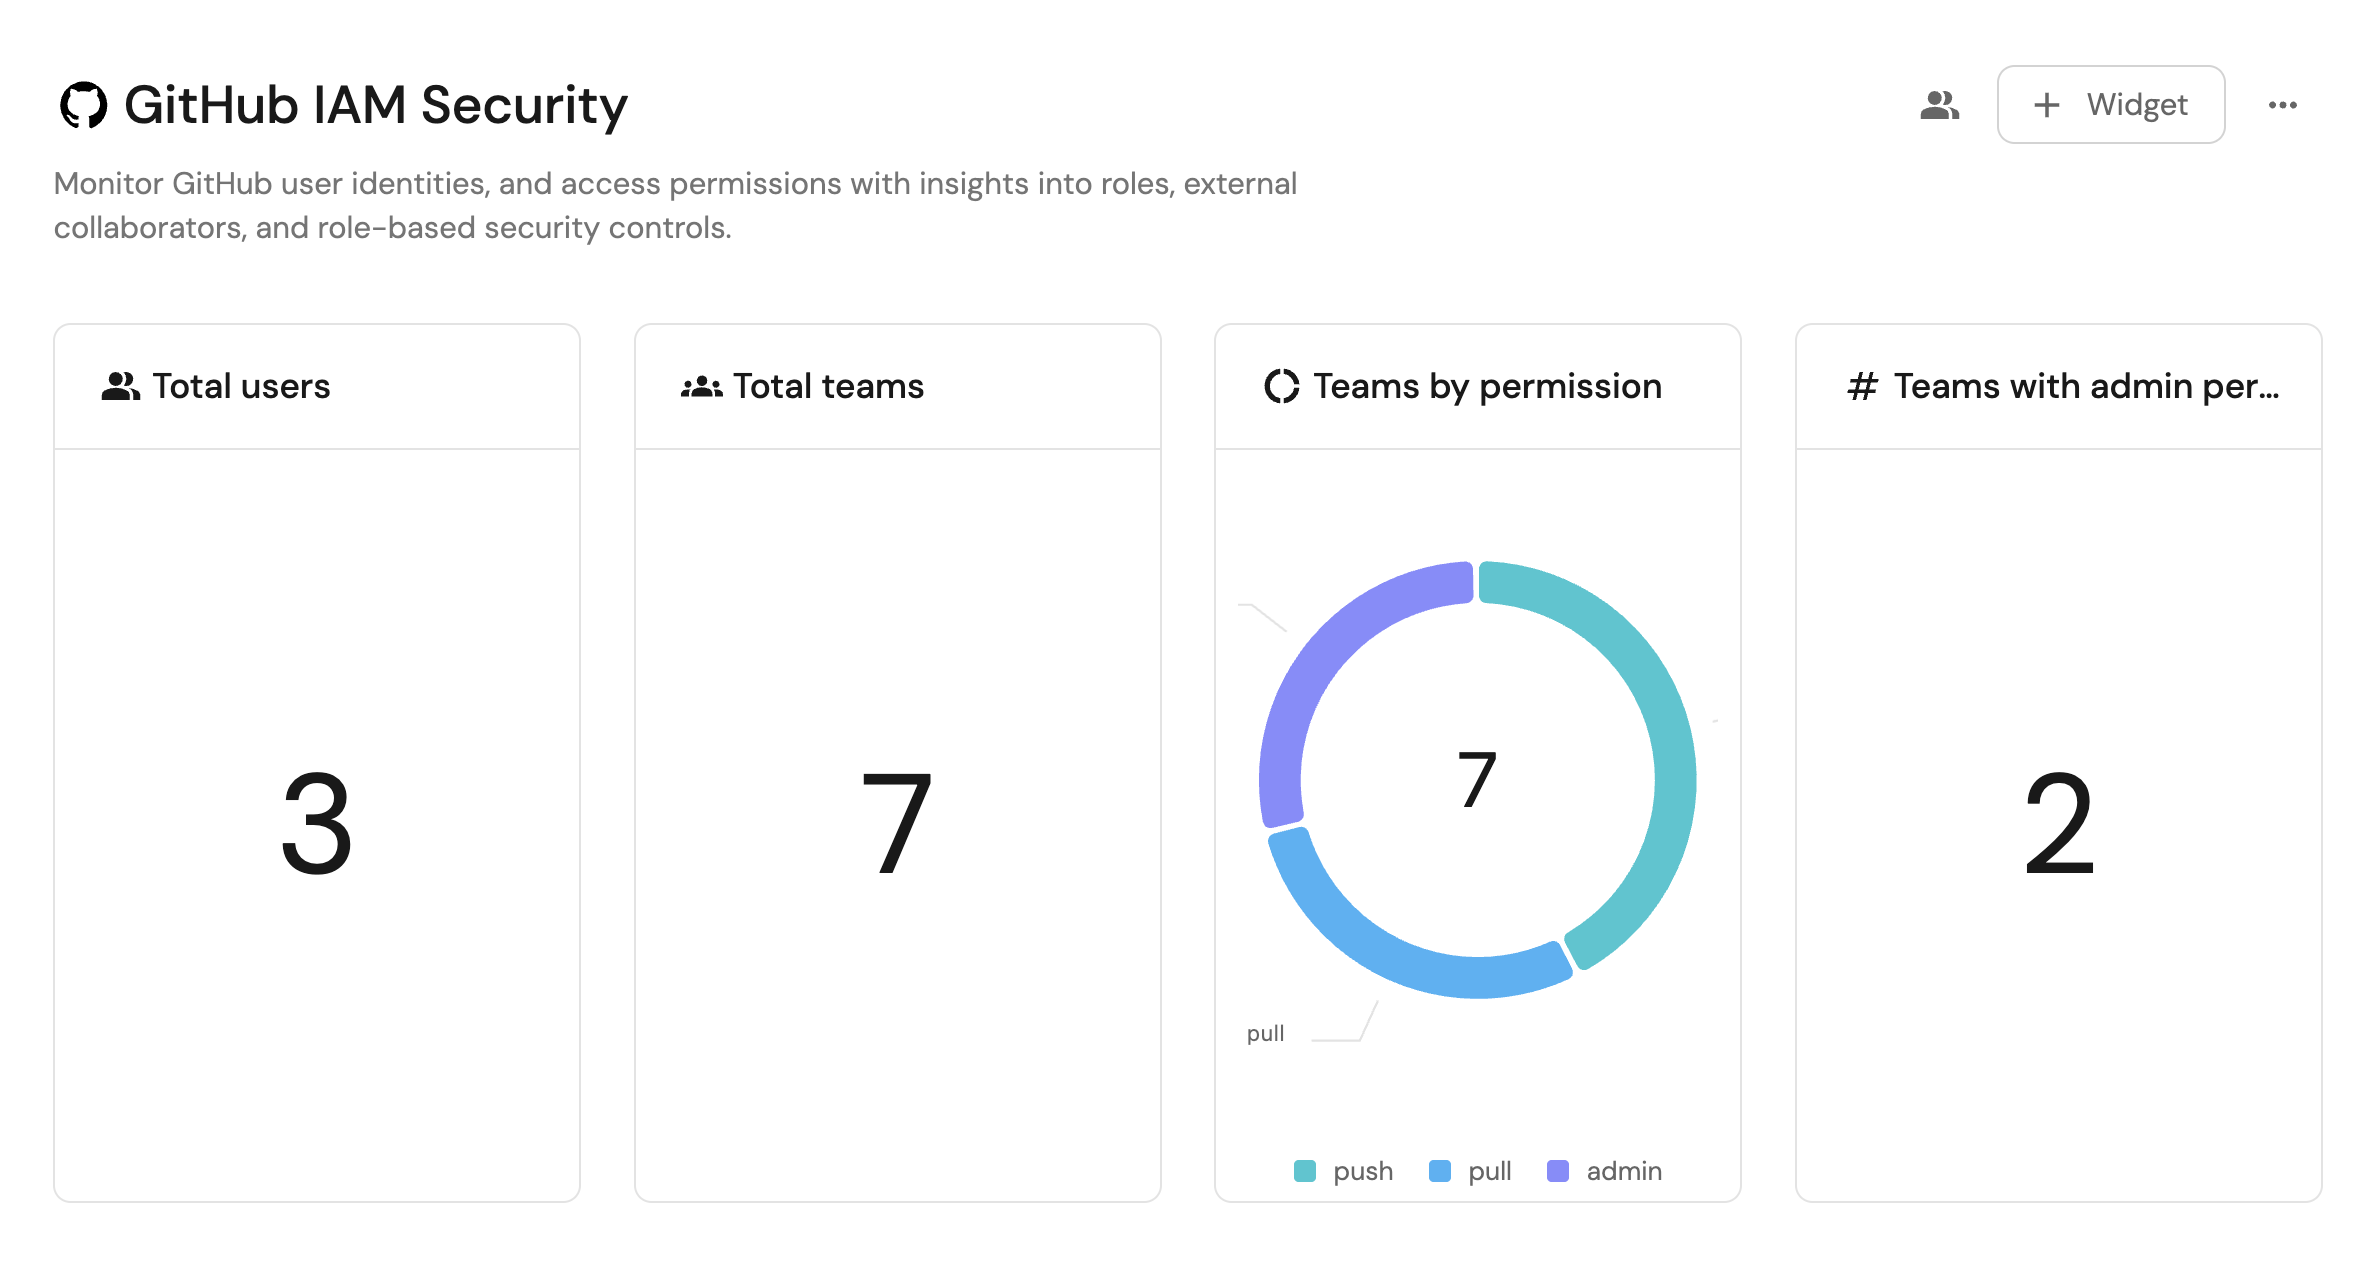 GitHub IAM Security
Widget
Monitor GitHub user identities, and access permissions with insights into roles, external
collaborators, and role-based security controls.
Total users
3
Total teams
7
Teams by permission
7
pull
push
pull
admin
# Teams with admin per...
2